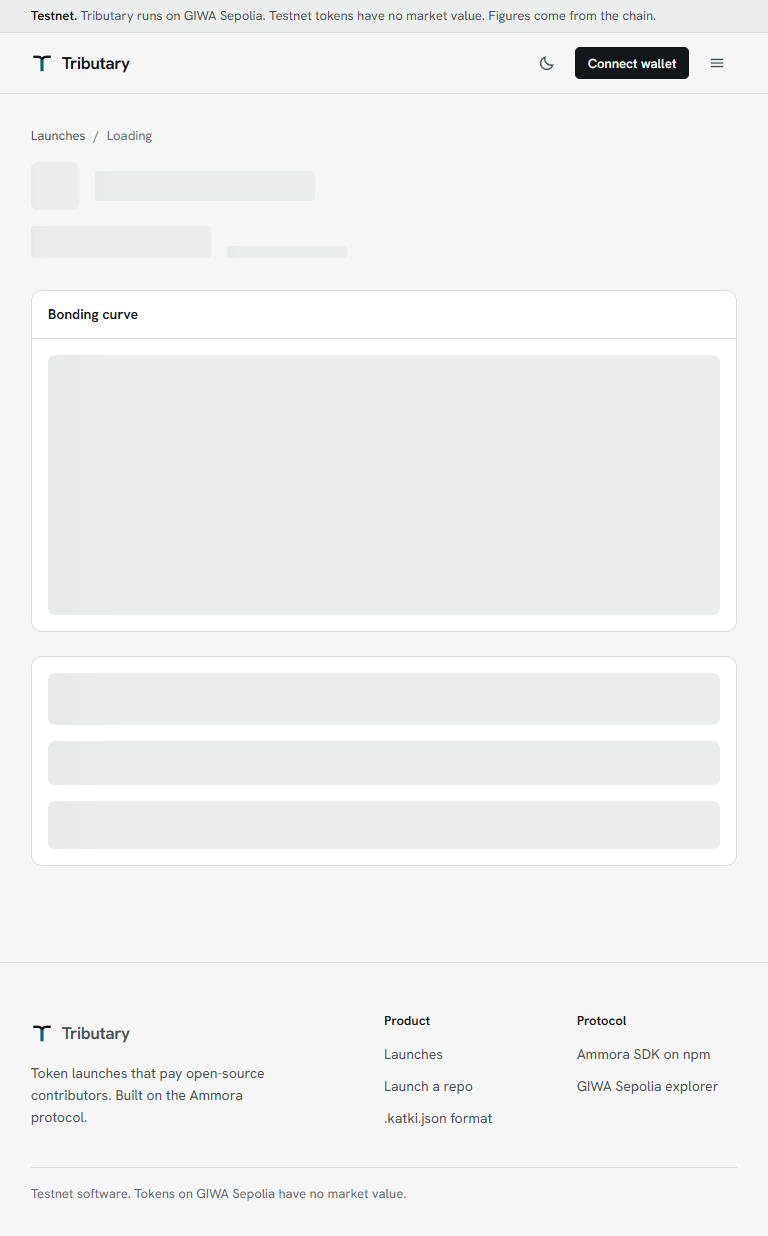 Testnet. Tributary runs on GIWA Sepolia. Testnet tokens have no market value. Figures come from the chain.
Tributary
Connect wallet
Launches / Loading
Bonding curve
Tributary
Token launches that pay open-source
contributors. Built on the Ammora
protocol.
Product
Launches
Launch a repo
.katki.json format
Protocol
Ammora SDK on npm
GIWA Sepolia explorer
Testnet software. Tokens on GIWA Sepolia have no market value.